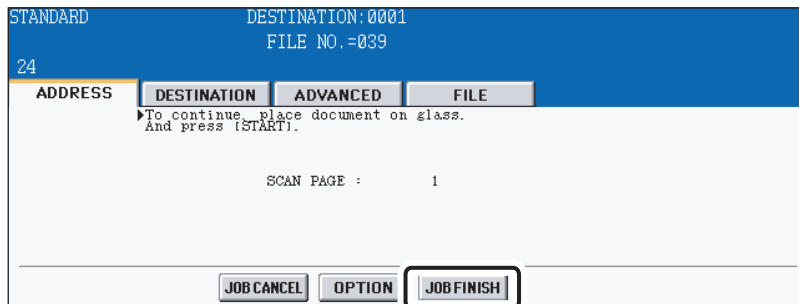 STANDARD DESTINATION:0001
FILE NO.=039
24
ADDRESS DESTINATION ADVANCED FILE
To continue, place document on glass.
And press [START].
SCAN PAGE : 1
JOB CANCEL OPTION JOB FINISH